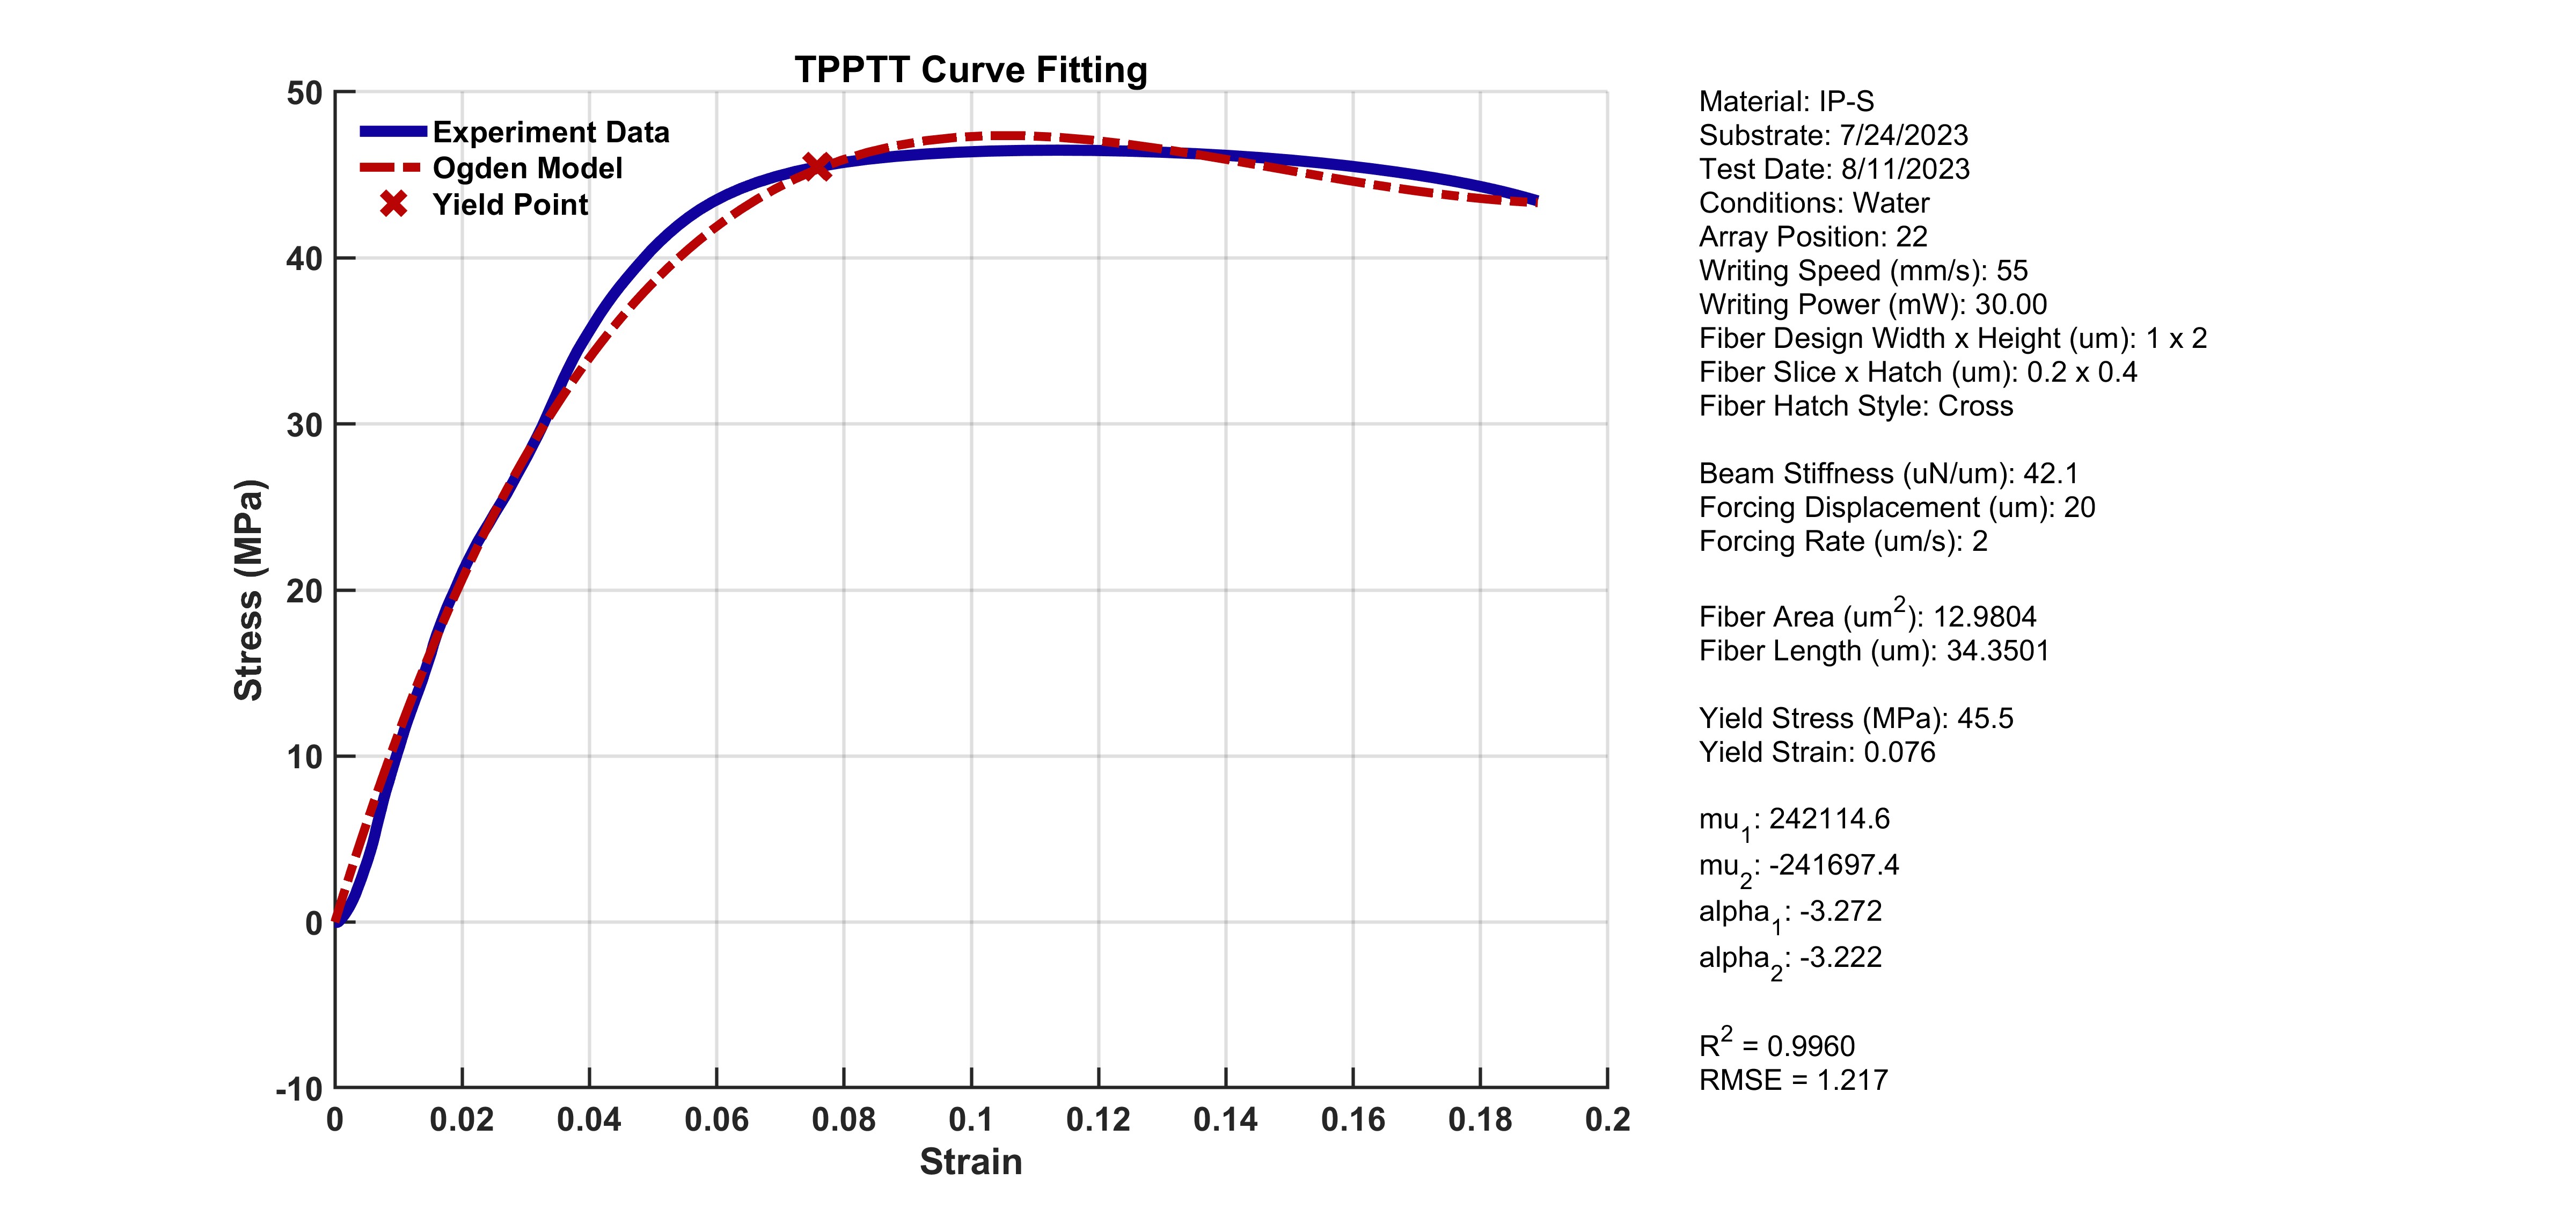 TPPTT Curve Fitting
50
40
30
20
10
0
-10
Stress (MPa)
Experiment Data
Ogden Model
Yield Point
0 0.02 0.04 0.06 0.08 0.1 0.12 0.14 0.16 0.18 0.2
Strain
Material: IP-S
Substrate: 7/24/2023
Test Date: 8/11/2023
Conditions: Water
Array Position: 22
Writing Speed (mm/s): 55
Writing Power (mW): 30.00
Fiber Design Width x Height (um): 1 x 2
Fiber Slice x Hatch (um): 0.2 x 0.4
Fiber Hatch Style: Cross
Beam Stiffness (uN/um): 42.1
Forcing Displacement (um): 20
Forcing Rate (um/s): 2
Fiber Area (um²): 12.9804
Fiber Length (um): 34.3501
Yield Stress (MPa): 45.5
Yield Strain: 0.076
mu₁: 242114.6
mu₂: -241697.4
alpha₁: -3.272
alpha₂: -3.222
R² = 0.9960
RMSE = 1.217